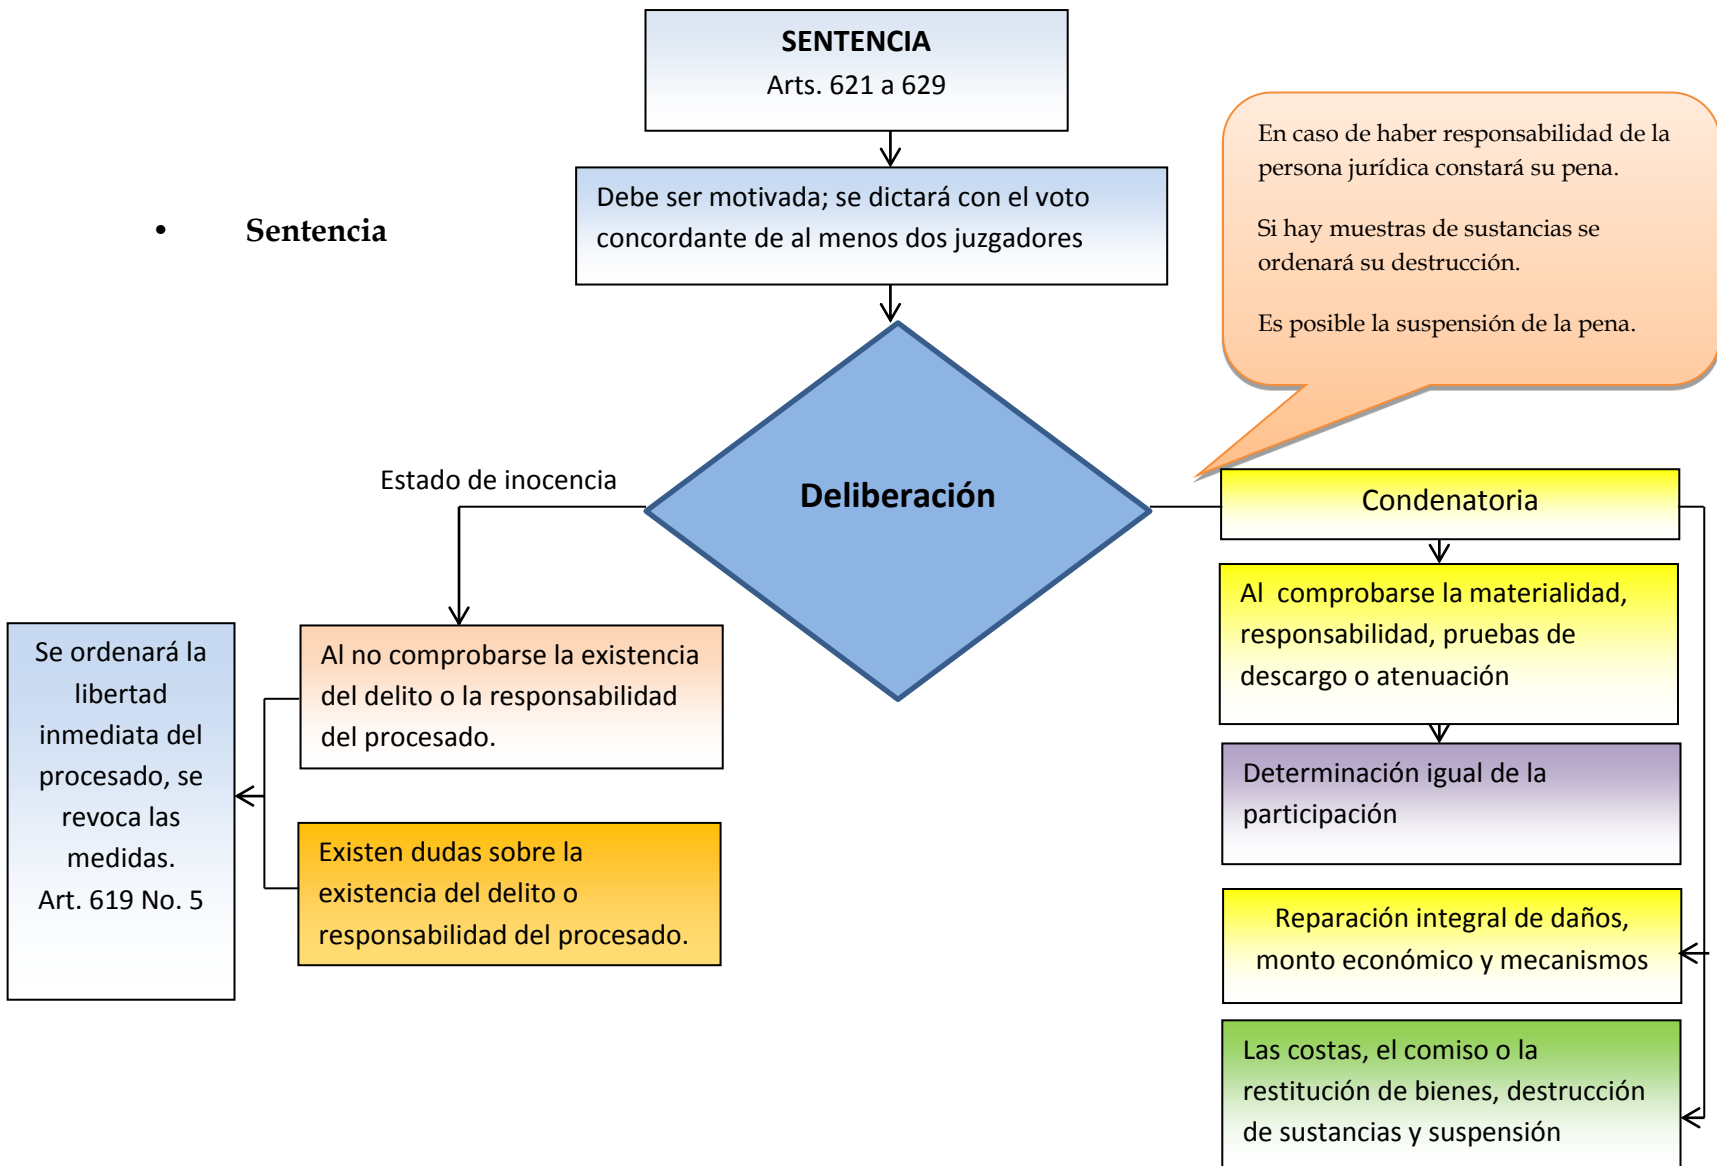 SENTENCIA
Arts. 621 a 629
En caso de haber responsabilidad de la
persona jurídica constará su pena.
Si hay muestras de sustancias se
ordenará su destrucción.
Es posible la suspensión de la pena.
Debe ser motivada; se dictará con el voto
concordante de al menos dos juzgadores
• Sentencia
Estado de inocencia
Deliberación
Condenatoria
Al comprobarse la materialidad,
responsabilidad, pruebas de
descargo o atenuación
Se ordenará la
libertad
inmediata del
procesado, se
revoca las
medidas.
Art. 619 No. 5
Al no comprobarse la existencia
del delito o la responsabilidad
del procesado.
Determinación igual de la
participación
Existen dudas sobre la
existencia del delito o
responsabilidad del procesado.
Reparación integral de daños,
monto económico y mecanismos
Las costas, el comiso o la
restitución de bienes, destrucción
de sustancias y suspensión